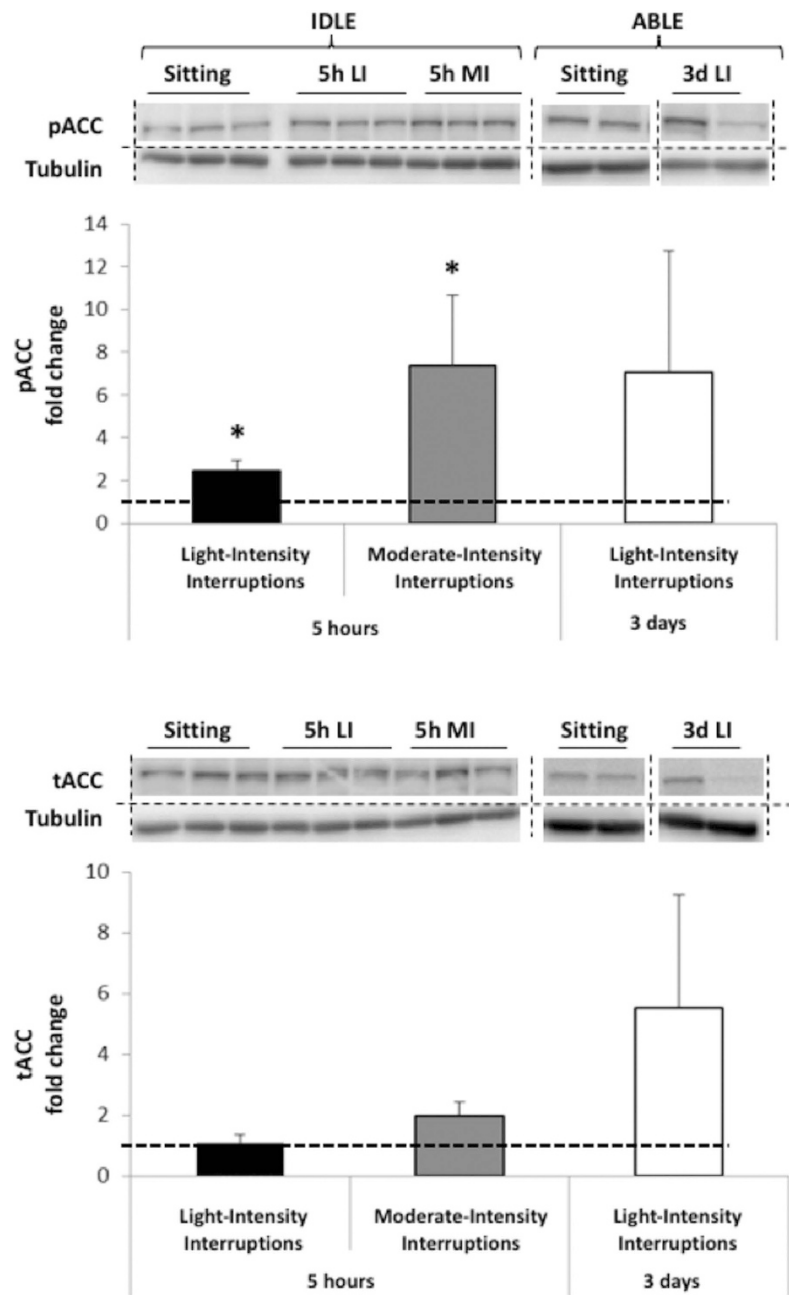 IDLE ABLE
Sitting 5h LI 5h MI Sitting 3d LI
pACC
Tubulin
14
12
10
8
6
4
2
0
pACC
fold change
*
*
Light-Intensity
Interruptions
Moderate-Intensity
Interruptions
Light-Intensity
Interruptions
5 hours 3 days
Sitting 5h LI 5h MI Sitting 3d LI
tACC
Tubulin
10
8
6
4
2
0
tACC
fold change
Light-Intensity
Interruptions
Moderate-Intensity
Interruptions
Light-Intensity
Interruptions
5 hours 3 days